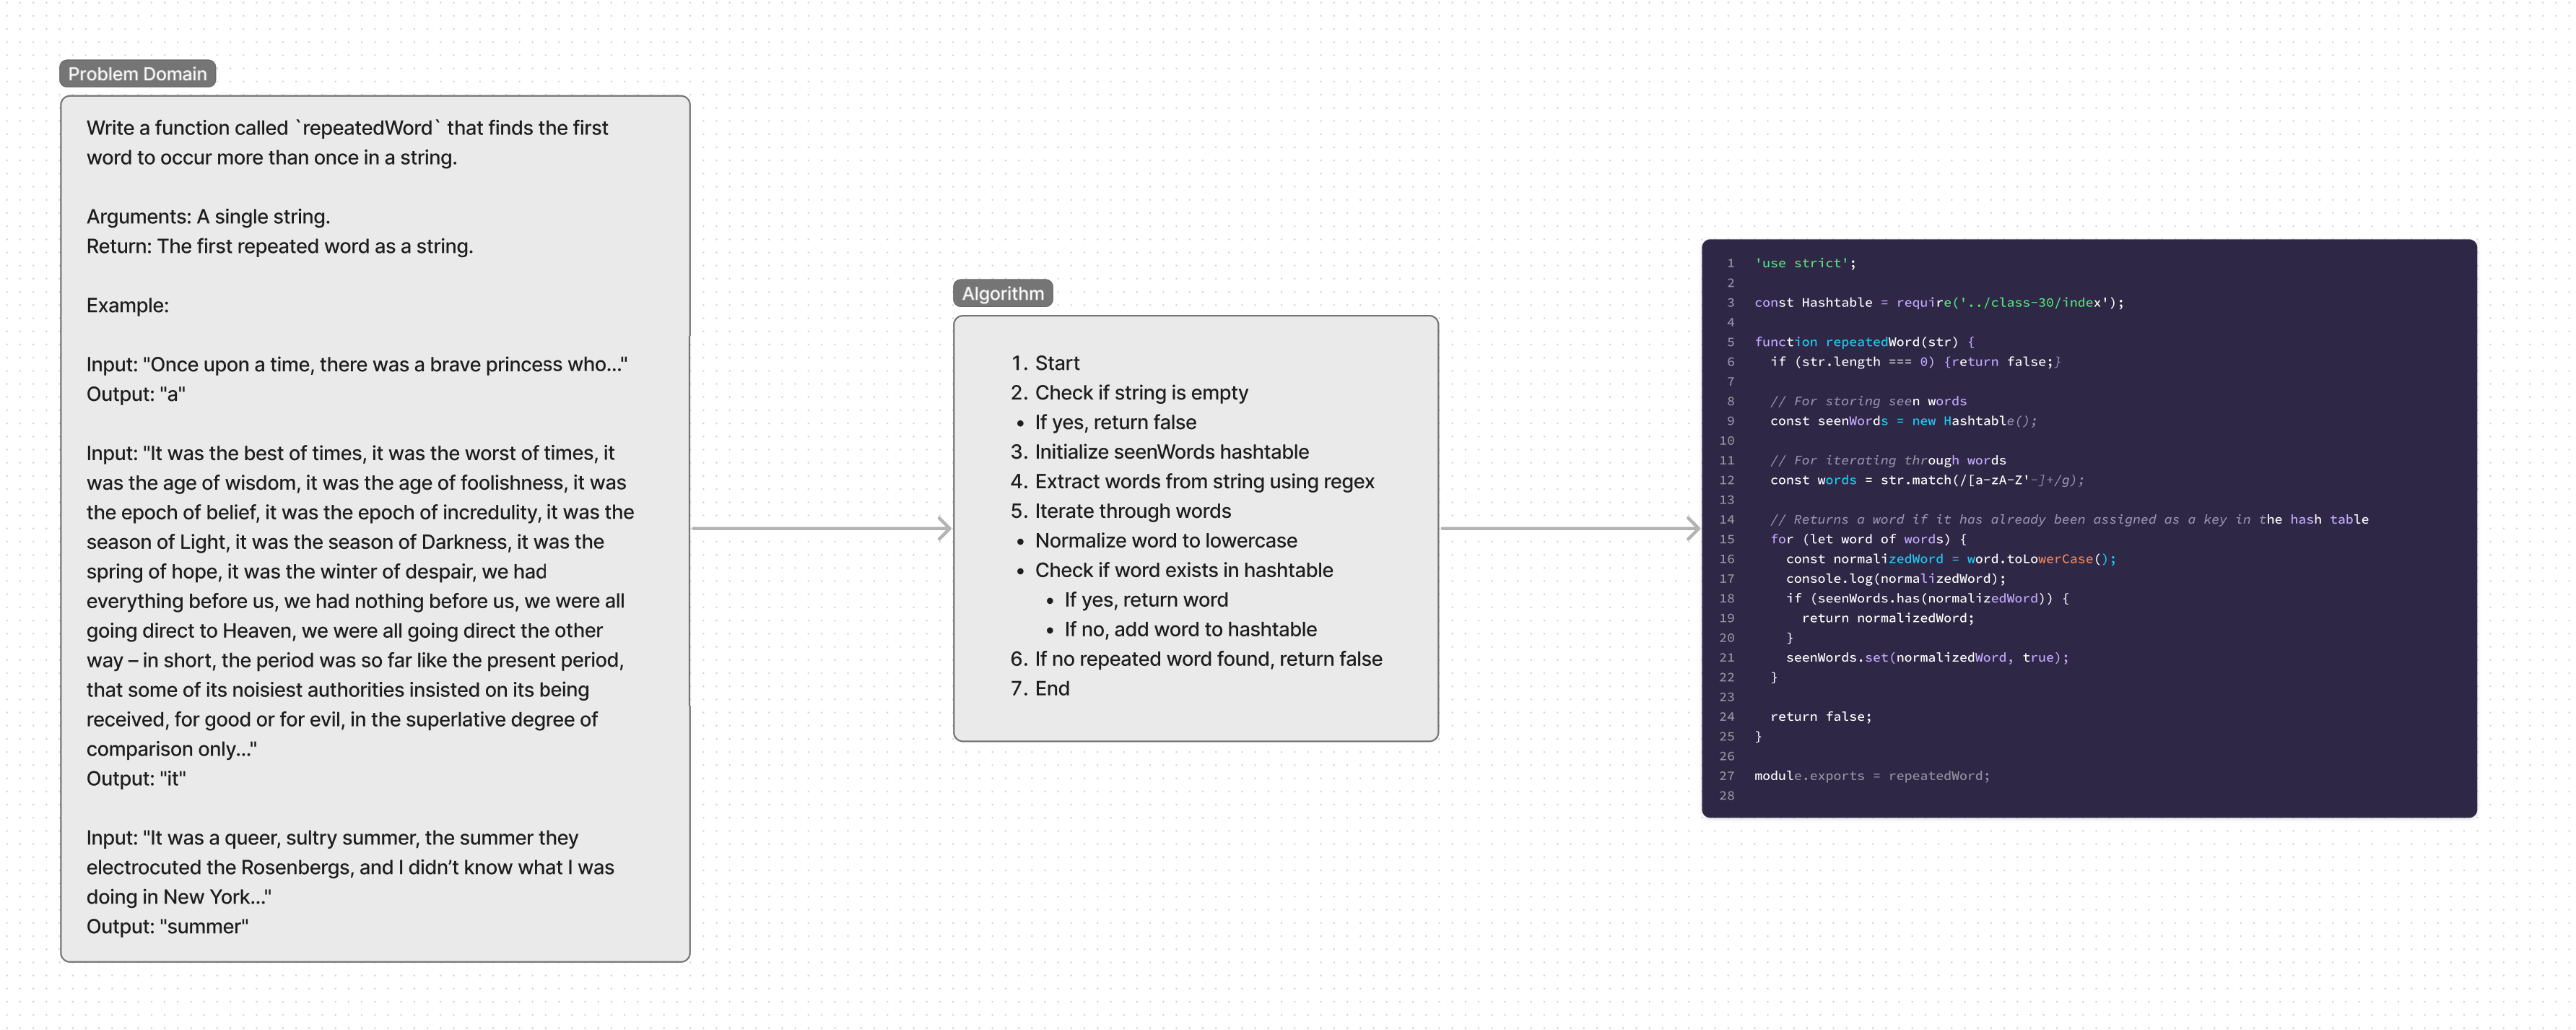 Problem Domain
Write a function called `repeatedWord` that finds the first
word to occur more than once in a string.
Arguments: A single string.
Return: The first repeated word as a string.
Example:
Input: "Once upon a time, there was a brave princess who..."
Output: "a"
Input: "It was the best of times, it was the worst of times, it
was the age of wisdom, it was the age of foolishness, it was
the epoch of belief, it was the epoch of incredulity, it was the
season of Light, it was the season of Darkness, it was the
spring of hope, it was the winter of despair, we had
everything before us, we had nothing before us, we were all
going direct to Heaven, we were all going direct the other
way – in short, the period was so far like the present period,
that some of its noisiest authorities insisted on its being
received, for good or for evil, in the superlative degree of
comparison only..."
Output: "it"
Input: "It was a queer, sultry summer, the summer they
electrocuted the Rosenbergs, and I didn’t know what I was
doing in New York..."
Output: "summer"
Algorithm
1. Start
2. Check if string is empty
• If yes, return false
3. Initialize seenWords hashtable
4. Extract words from string using regex
5. Iterate through words
• Normalize word to lowercase
• Check if word exists in hashtable
• If yes, return word
• If no, add word to hashtable
6. If no repeated word found, return false
7. End
1 'use strict';
2
3 const Hashtable = require('../class-30/index');
4
5 function repeatedWord(str) {
6 if (str.length === 0) {return false;}
7
8 // For storing seen words
9 const seenWords = new Hashtable();
10
11 // For iterating through words
12 const words = str.match(/[a-zA-Z'-]+/g);
13
14 // Returns a word if it has already been assigned as a key in the hash table
15 for (let word of words) {
16 const normalizedWord = word.toLowerCase();
17 console.log(normalizedWord);
18 if (seenWords.has(normalizedWord)) {
19 return normalizedWord;
20 }
21 seenWords.set(normalizedWord, true);
22 }
23
24 return false;
25 }
26
27 module.exports = repeatedWord;
28